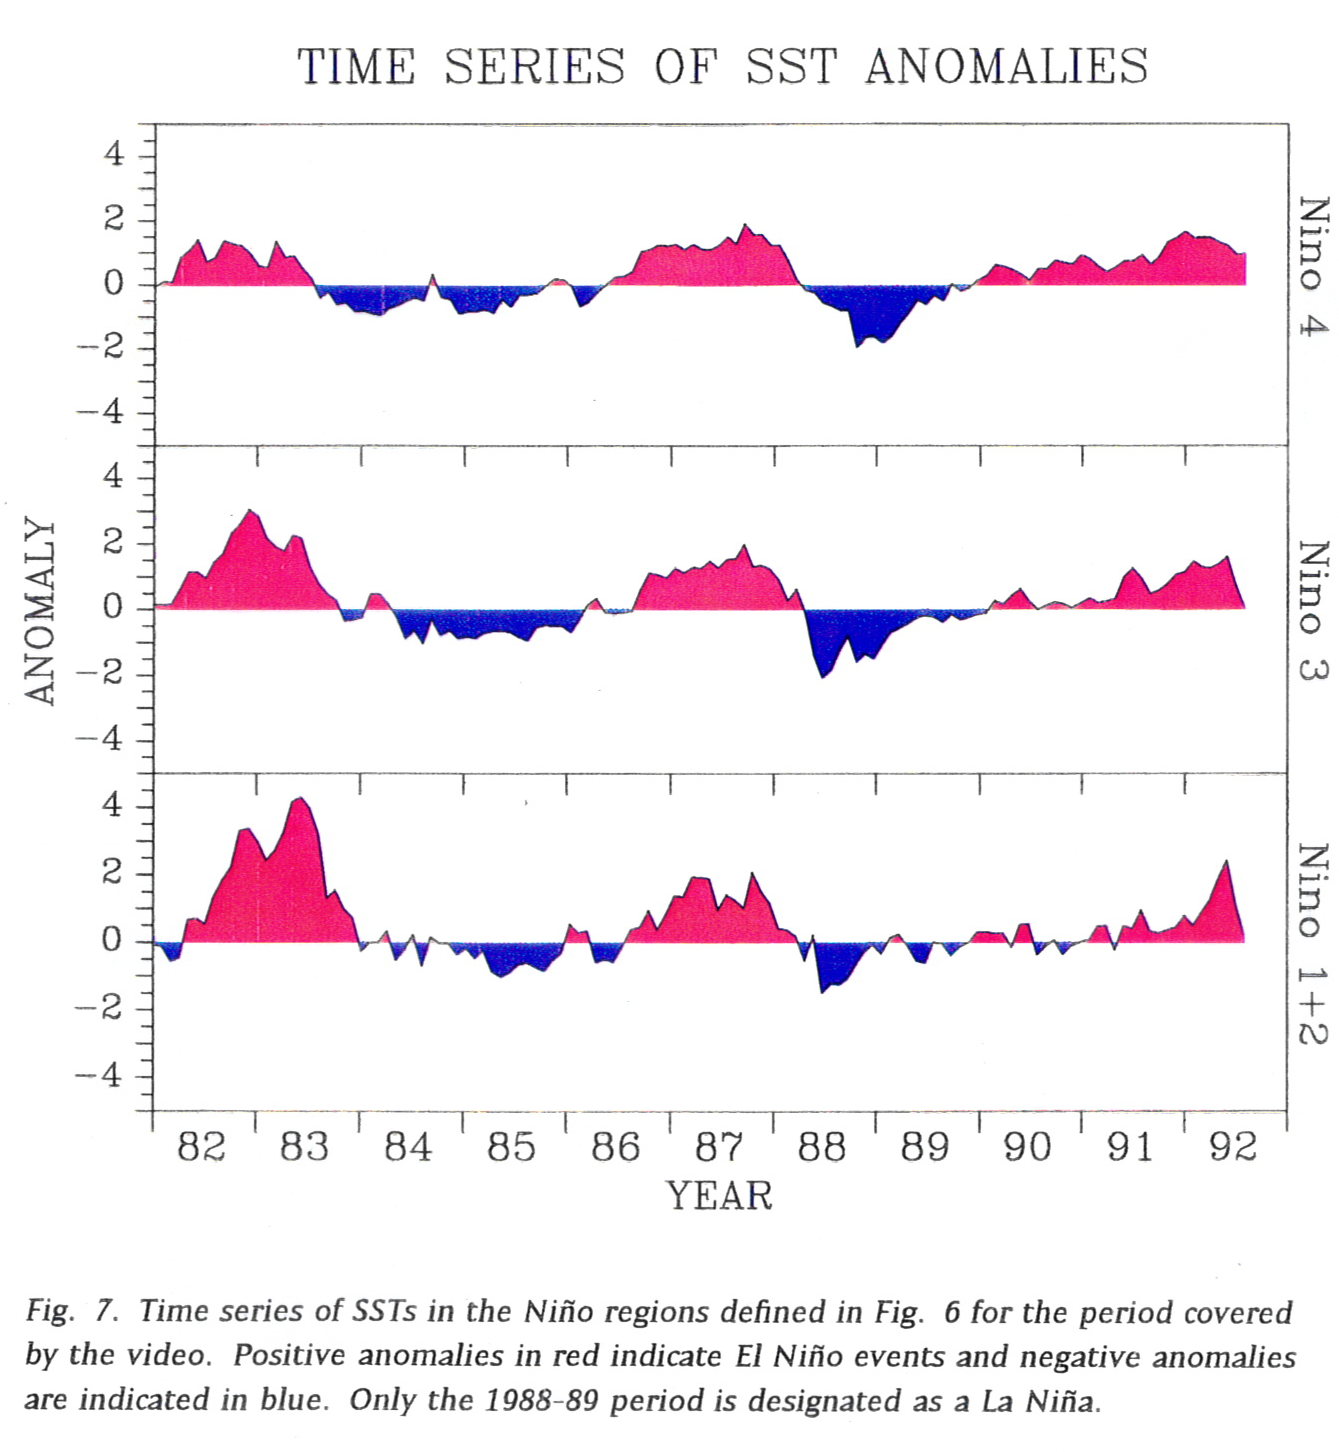 TIME SERIES OF SST ANOMALIES
4
2
0
−2
−4
Nino 4
4
2
0
−2
−4
Nino 3
ANOMALY
4
2
0
−2
−4
Nino 1+2
82 83 84 85 86 87 88 89 90 91 92
YEAR
Fig. 7. Time series of SSTs in the Niño regions defined in Fig. 6 for the period covered
by the video. Positive anomalies in red indicate El Niño events and negative anomalies
are indicated in blue. Only the 1988-89 period is designated as a La Niña.